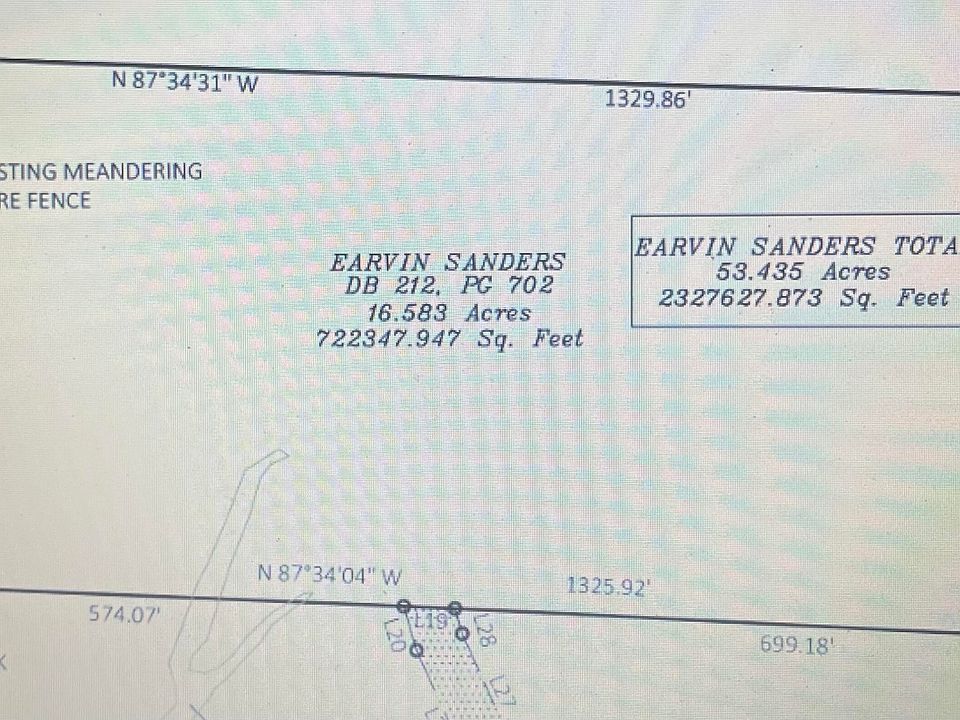 N 87°34'31" W
1329.86'
STING MEANDERING
RE FENCE
EARVIN SANDERS
DB 212, PG 702
16.583 Acres
722347.947 Sq. Feet
EARVIN SANDERS TOTA
53.435 Acres
2327627.873 Sq. Feet
N 87°34'04" W
1325.92'
574.07'
L19
L20
L28
699.18'
L27